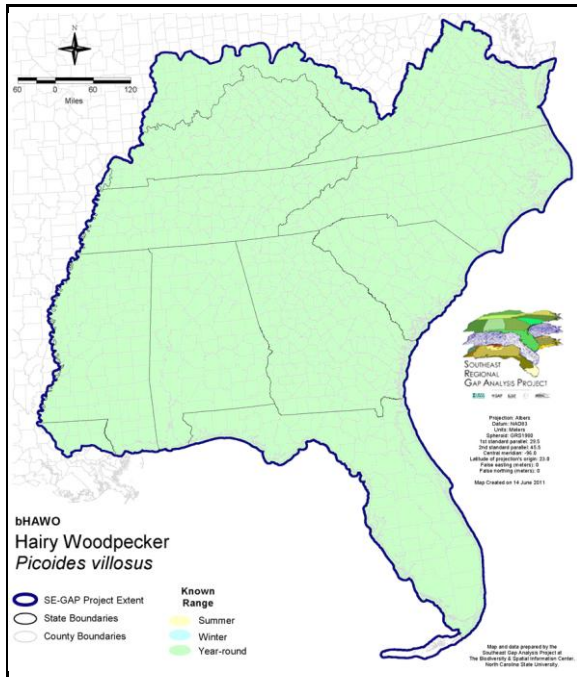 N
60 30 0 60 120
Miles
SOUTHEAST
REGIONAL
GAP ANALYSIS PROJECT
Projection: Albers
Datum: NAD83
Units: Meters
Spheroid: GRS1980
1st standard parallel: 29.5
2nd standard parallel: 45.5
Central meridian: -96.0
Latitude of projection's origin: 23.0
False easting (meters): 0
False northing (meters): 0
Map Created on 14 June 2011
bHAWO
Hairy Woodpecker
Picoides villosus
SE-GAP Project Extent
State Boundaries
County Boundaries
Known
Range
Summer
Winter
Year-round
Map and data prepared by the
Southeast Gap Analysis Project at
The Biodiversity & Spatial Information Center,
North Carolina State University.